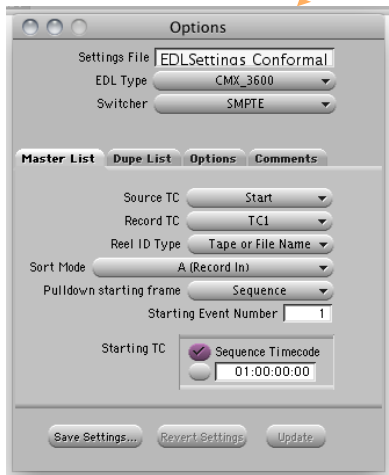 Options
Settings File EDLSettings Conformal
EDL Type CMX_3600
Switcher SMPTE
Master List Dupe List Options Comments
Source TC Start
Record TC TC1
Reel ID Type Tape or File Name
Sort Mode A (Record In)
Pulldown starting frame Sequence
Starting Event Number 1
Starting TC Sequence Timecode
01:00:00:00
Save Settings... Revert Settings Update